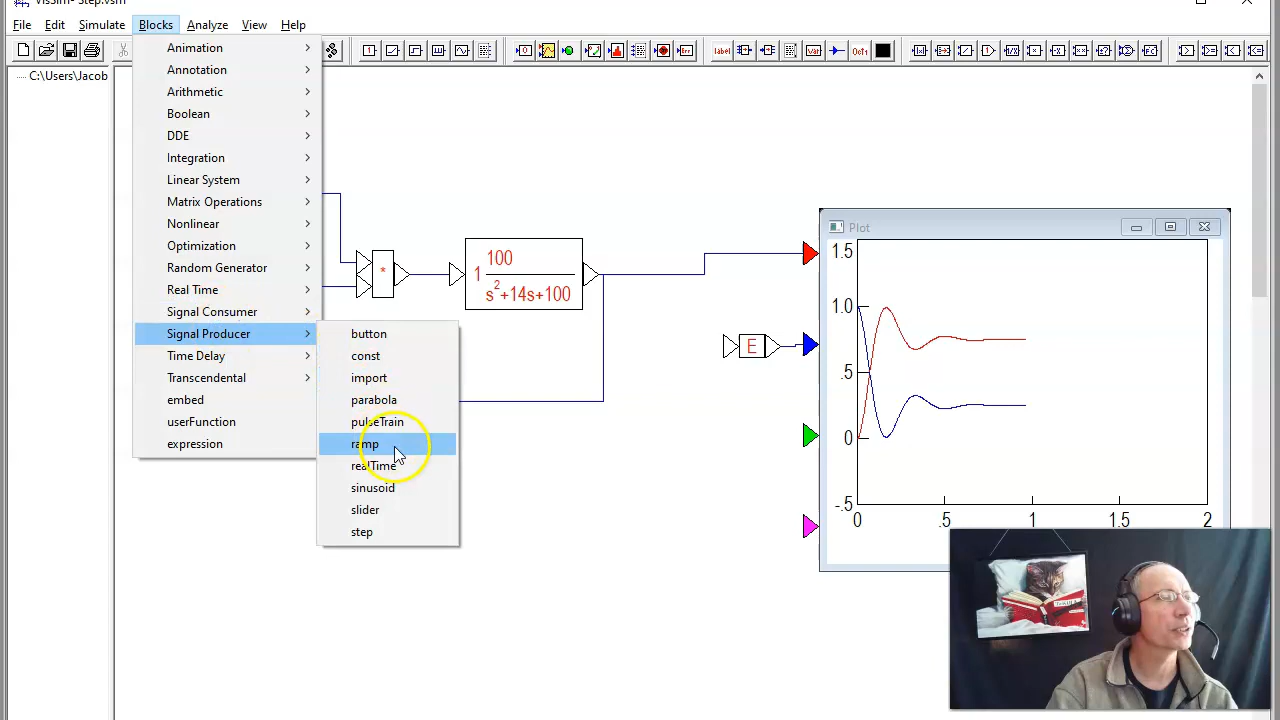 VisSim- Step.vsm
File Edit Simulate Blocks Analyze View Help
C:\Users\Jacob
Animation
Annotation
Arithmetic
Boolean
DDE
Integration
Linear System
Matrix Operations
Nonlinear
Optimization
Random Generator
Real Time
Signal Consumer
Signal Producer
Time Delay
Transcendental
embed
userFunction
expression
button
const
import
parabola
pulseTrain
ramp
realTime
sinusoid
slider
step
*
1 100
s²+14s+100
E
Plot
1.5
1.0
.5
0
-.5
0 .5 1 1.5 2